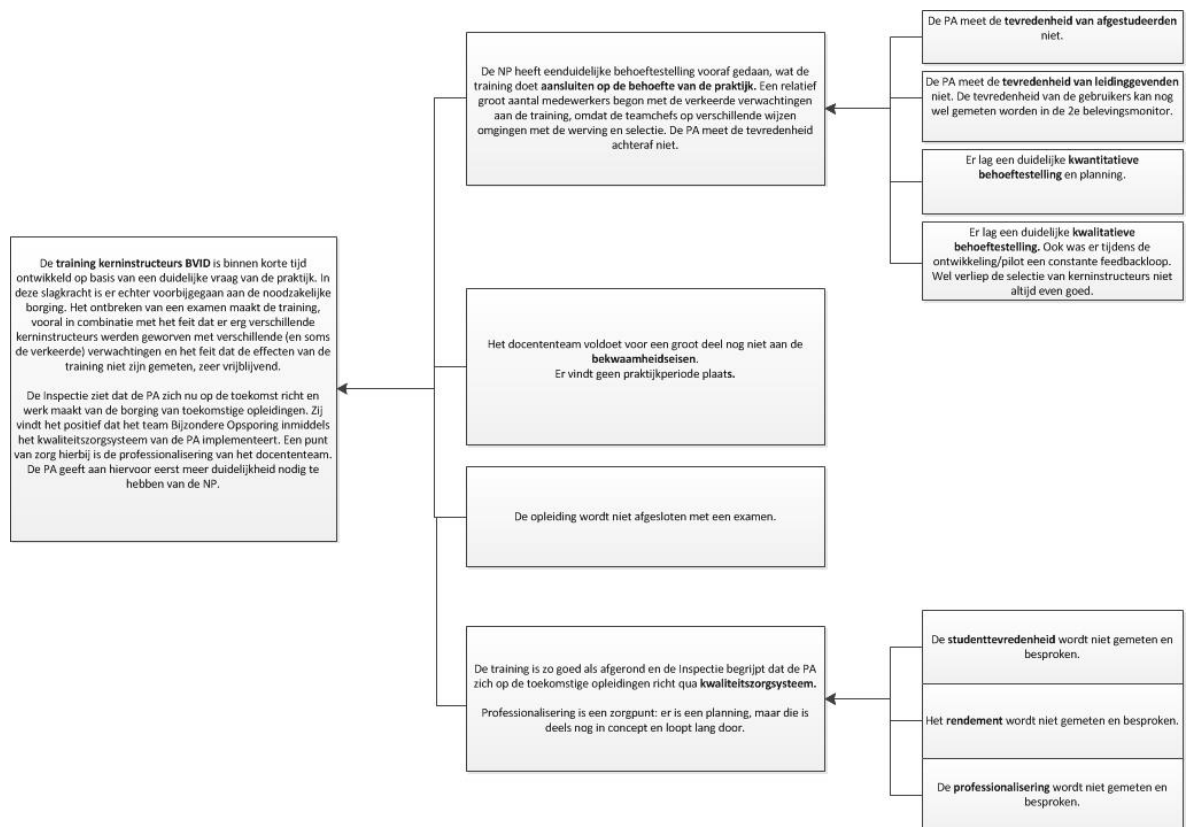 De PA meet de tevredenheid van afgestudeerden
niet.
De PA meet de tevredenheid van leidinggevenden
niet. De tevredenheid van de gebruikers kan nog
wel gemeten worden in de 2e belevingsmonitor.
Er lag een duidelijke kwantitatieve
behoeftestelling en planning.
Er lag een duidelijke kwalitatieve
behoeftestelling. Ook was er tijdens de
ontwikkeling/pilot een constante feedbackloop.
Wel verliep de selectie van kerninstructeurs niet
altijd even goed.
De NP heeft eenduidelijke behoeftestelling vooraf gedaan, wat de
training doet aansluiten op de behoefte van de praktijk. Een relatief
groot aantal medewerkers begon met de verkeerde verwachtingen
aan de training, omdat de teamchefs op verschillende wijzen
omgingen met de werving en selectie. De PA meet de tevredenheid
achteraf niet.
De training kerninstructeurs BVID is binnen korte tijd
ontwikkeld op basis van een duidelijke vraag van de praktijk. In
deze slagkracht is er echter voorbijgegaan aan de noodzakelijke
borging. Het ontbreken van een examen maakt de training,
vooral in combinatie met het feit dat er erg verschillende
kerninstructeurs werden geworven met verschillende (en soms
de verkeerde) verwachtingen en het feit dat de effecten van de
training niet zijn gemeten, zeer vrijblijvend.
De Inspectie ziet dat de PA zich nu op de toekomst richt en
werk maakt van de borging van toekomstige opleidingen. Zij
vindt het positief dat het team Bijzondere Opsporing inmiddels
het kwaliteitszorgsysteem van de PA implementeert. Een punt
van zorg hierbij is de professionalisering van het docententeam.
De PA geeft aan hiervoor eerst meer duidelijkheid nodig te
hebben van de NP.
Het docententeam voldoet voor een groot deel nog niet aan de
bekwaamheidseisen.
Er vindt geen praktijkperiode plaats.
De opleiding wordt niet afgesloten met een examen.
De training is zo goed als afgerond en de Inspectie begrijpt dat de PA
zich op de toekomstige opleidingen richt qua kwaliteitszorgsysteem.
Professionalisering is een zorgpunt: er is een planning, maar die is
deels nog in concept en loopt lang door.
De studenttevredenheid wordt niet gemeten en
besproken.
Het rendement wordt niet gemeten en besproken.
De professionalisering wordt niet gemeten en
besproken.